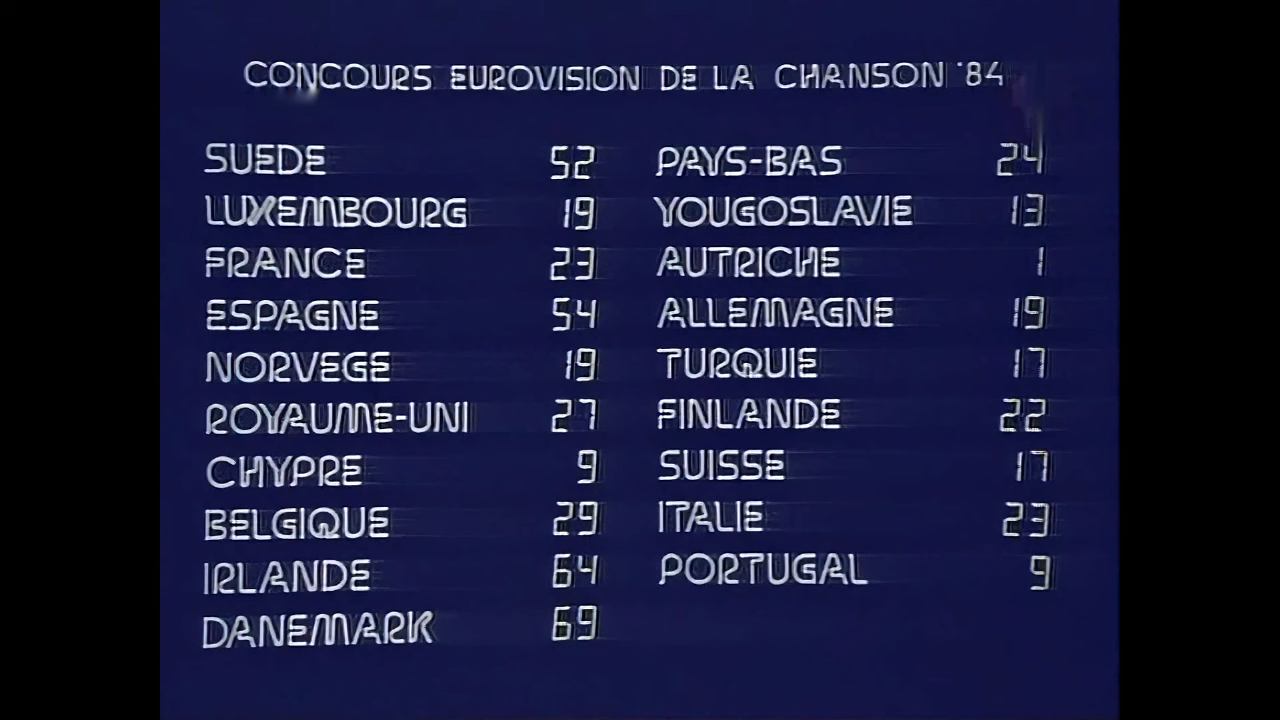 CONCOURS EUROVISION DE LA CHANSON '84
SUEDE 52 PAYS-BAS 24
LUXEMBOURG 19 YOUGOSLAVIE 13
FRANCE 23 AUTRICHE 1
ESPAGNE 54 ALLEMAGNE 19
NORVEGE 19 TURQUIE 17
ROYAUME-UNI 27 FINLANDE 22
CHYPRE 9 SUISSE 17
BELGIQUE 29 ITALIE 23
IRLANDE 64 PORTUGAL 9
DANEMARK 69